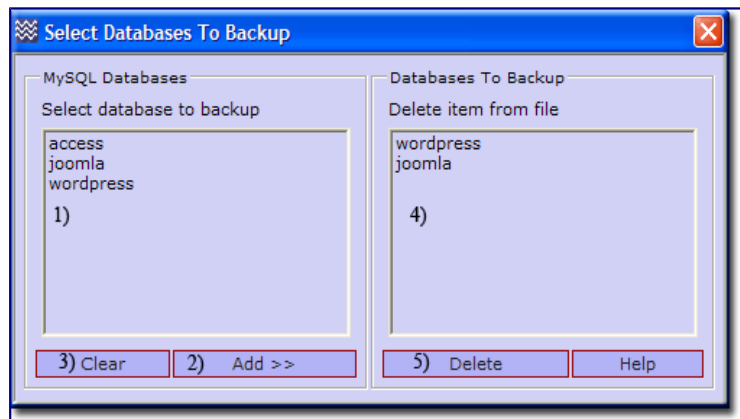 Select Databases To Backup
MySQL Databases
Select database to backup
access
joomla
wordpress
1)
3) Clear
2) Add >>
Databases To Backup
Delete item from file
wordpress
joomla
4)
5) Delete
Help